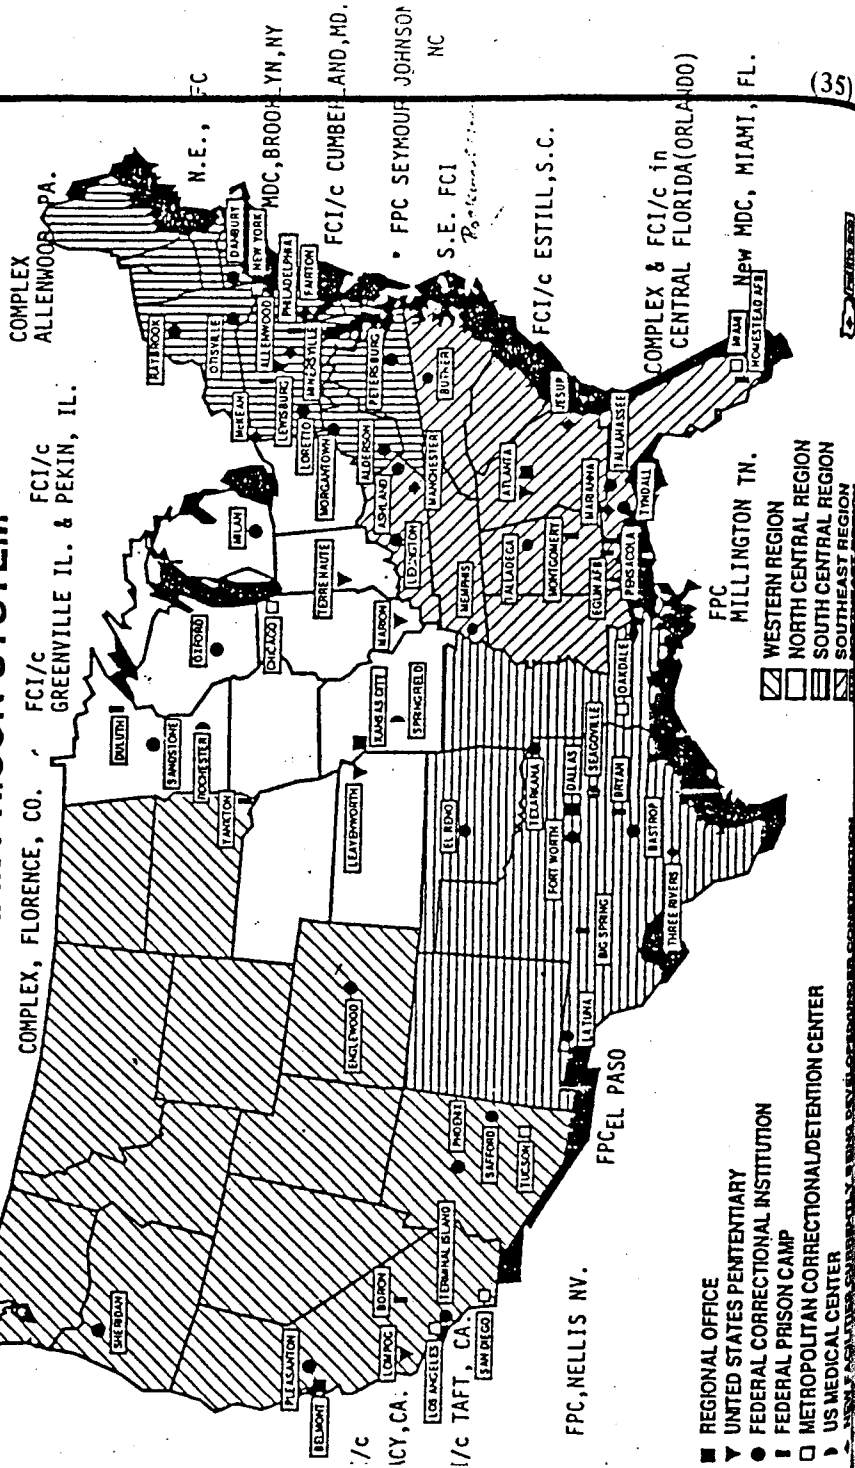 (35)
COMPLEX
ALLENWOOD PA.
N.E.,
MDC, BROOKLYN, NY
FCI/c CUMBERLAND, MD.
FPC SEYMOUR JOHNSON
NC
S.E. FCI
FCI/c ESTILL, S.C.
COMPLEX & FCI/c in
CENTRAL FLORIDA(ORLANDO)
New MDC, MIAMI, FL.
FCI/c
GREENVILLE IL. & PEKIN, IL.
FCI/c
COMPLEX, FLORENCE, CO.
FPC
MILLINGTON TN.
FPC EL PASO
FPC, NELLIS NV.
TAFT, CA.
SHERIDAN
PLEASANTON
BELMONT
LOMPOC
BORON
LOS ANGELES
TERMINAL ISLAND
SAN DIEGO
PHOENIX
SAFFORD
TUCSON
ENGLEWOOD
LA TUNA
BIG SPRING
FORT WORTH
DALLAS
SEAGOVILLE
BRYAN
BASTROP
THREE RIVERS
EL RENO
TEXARKANA
OAKDALE
DULUTH
SANDSTONE
ROCHESTER
YANKTON
LEAVENWORTH
KANSAS CITY
SPRINGFIELD
OXFORD
CHICAGO
MARION
TERRE HAUTE
MILAN
MEMPHIS
LEXINGTON
ASHLAND
MANCHESTER
ALDERSON
MORGANTOWN
LORETTO
LEWISBURG
McKEAN
ALLENWOOD
MINERSVILLE
PETERSBURG
BUTNER
RAYBROOK
OTISVILLE
DANBURY
NEW YORK
PHILADELPHIA
FAIRTON
ATLANTA
TALLADEGA
MONTGOMERY
EGLIN AFB
PENSACOLA
MARIANNA
TALLAHASSEE
TYNDALL
JESUP
MIAMI
HOMESTEAD AFB
WESTERN REGION
NORTH CENTRAL REGION
SOUTH CENTRAL REGION
SOUTHEAST REGION
REGIONAL OFFICE
UNITED STATES PENITENTIARY
FEDERAL CORRECTIONAL INSTITUTION
FEDERAL PRISON CAMP
METROPOLITAN CORRECTIONAL/DETENTION CENTER
US MEDICAL CENTER